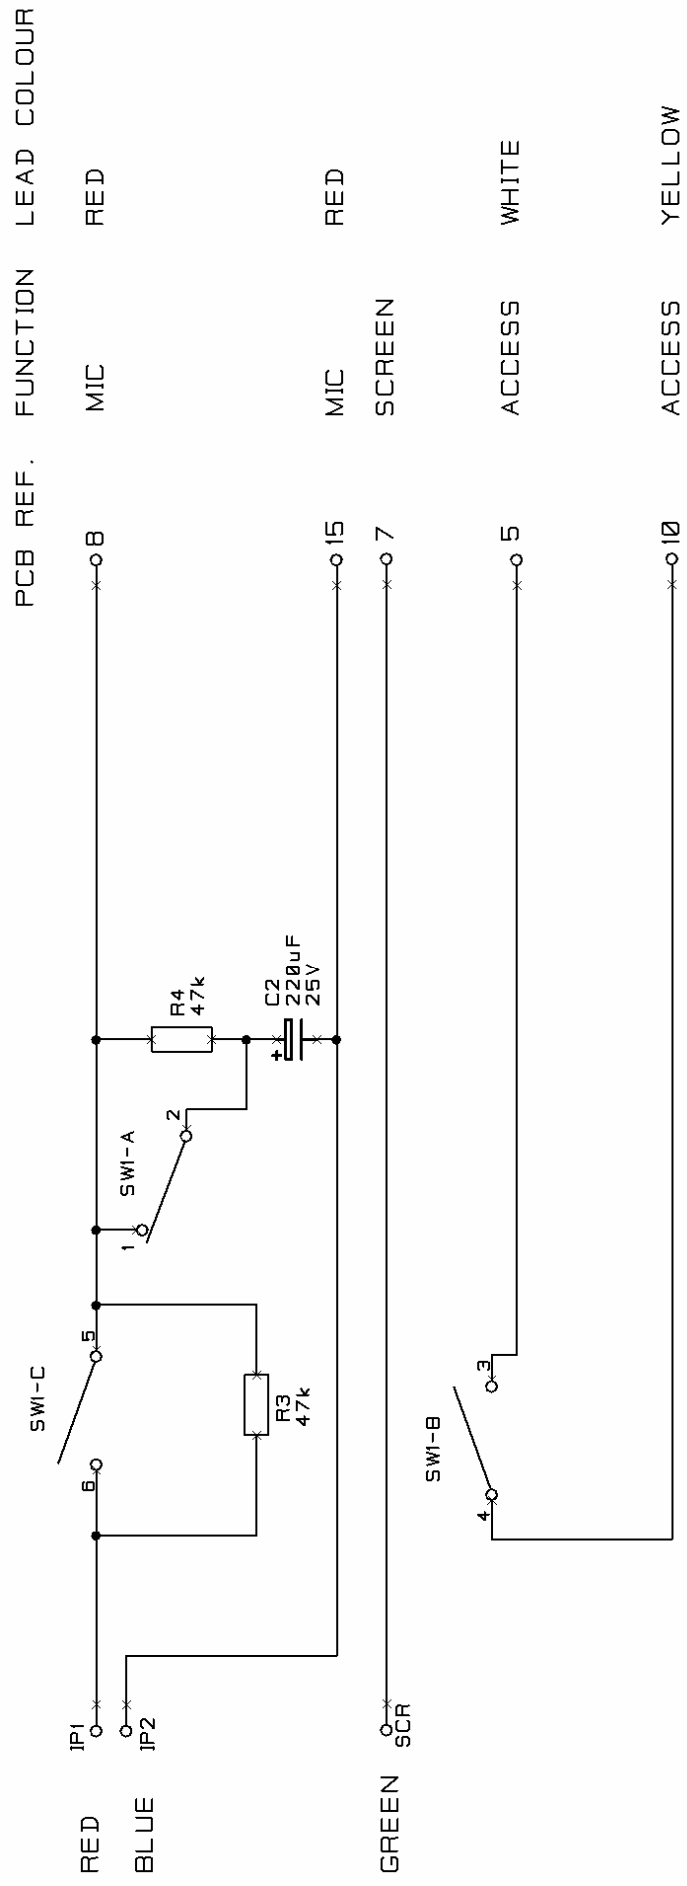 PCB REF. FUNCTION LEAD COLOUR
8 MIC RED
15 MIC RED
7 SCREEN
5 ACCESS WHITE
10 ACCESS YELLOW
SW1-C
6
5
R3
47k
SW1-A
1
2
R4
47k
C2
220uF
25V
+
SW1-B
4
3
RED IP1
BLUE IP2
GREEN SCR